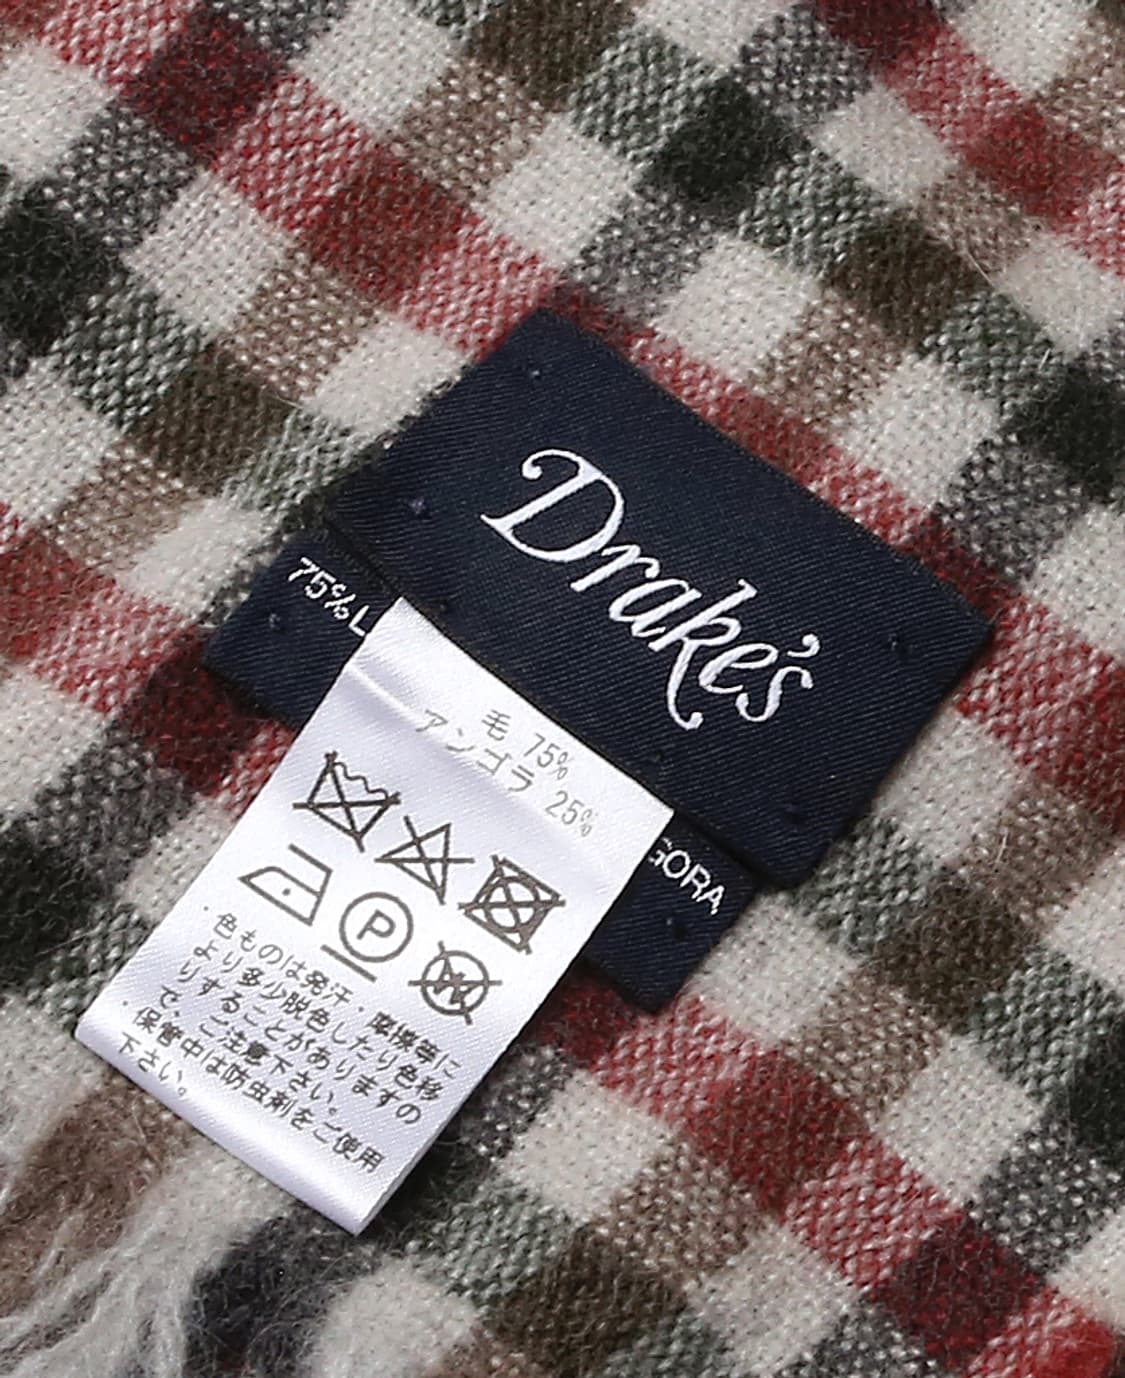 Drake's
75% L
GORA
毛 75%
アンゴラ 25%
P
W
・色ものは発汗・摩擦等に
より多少脱色したり色移
りすることがありますの
で、ご注意下さい。
・保管中は防虫剤をご使用
下さい。